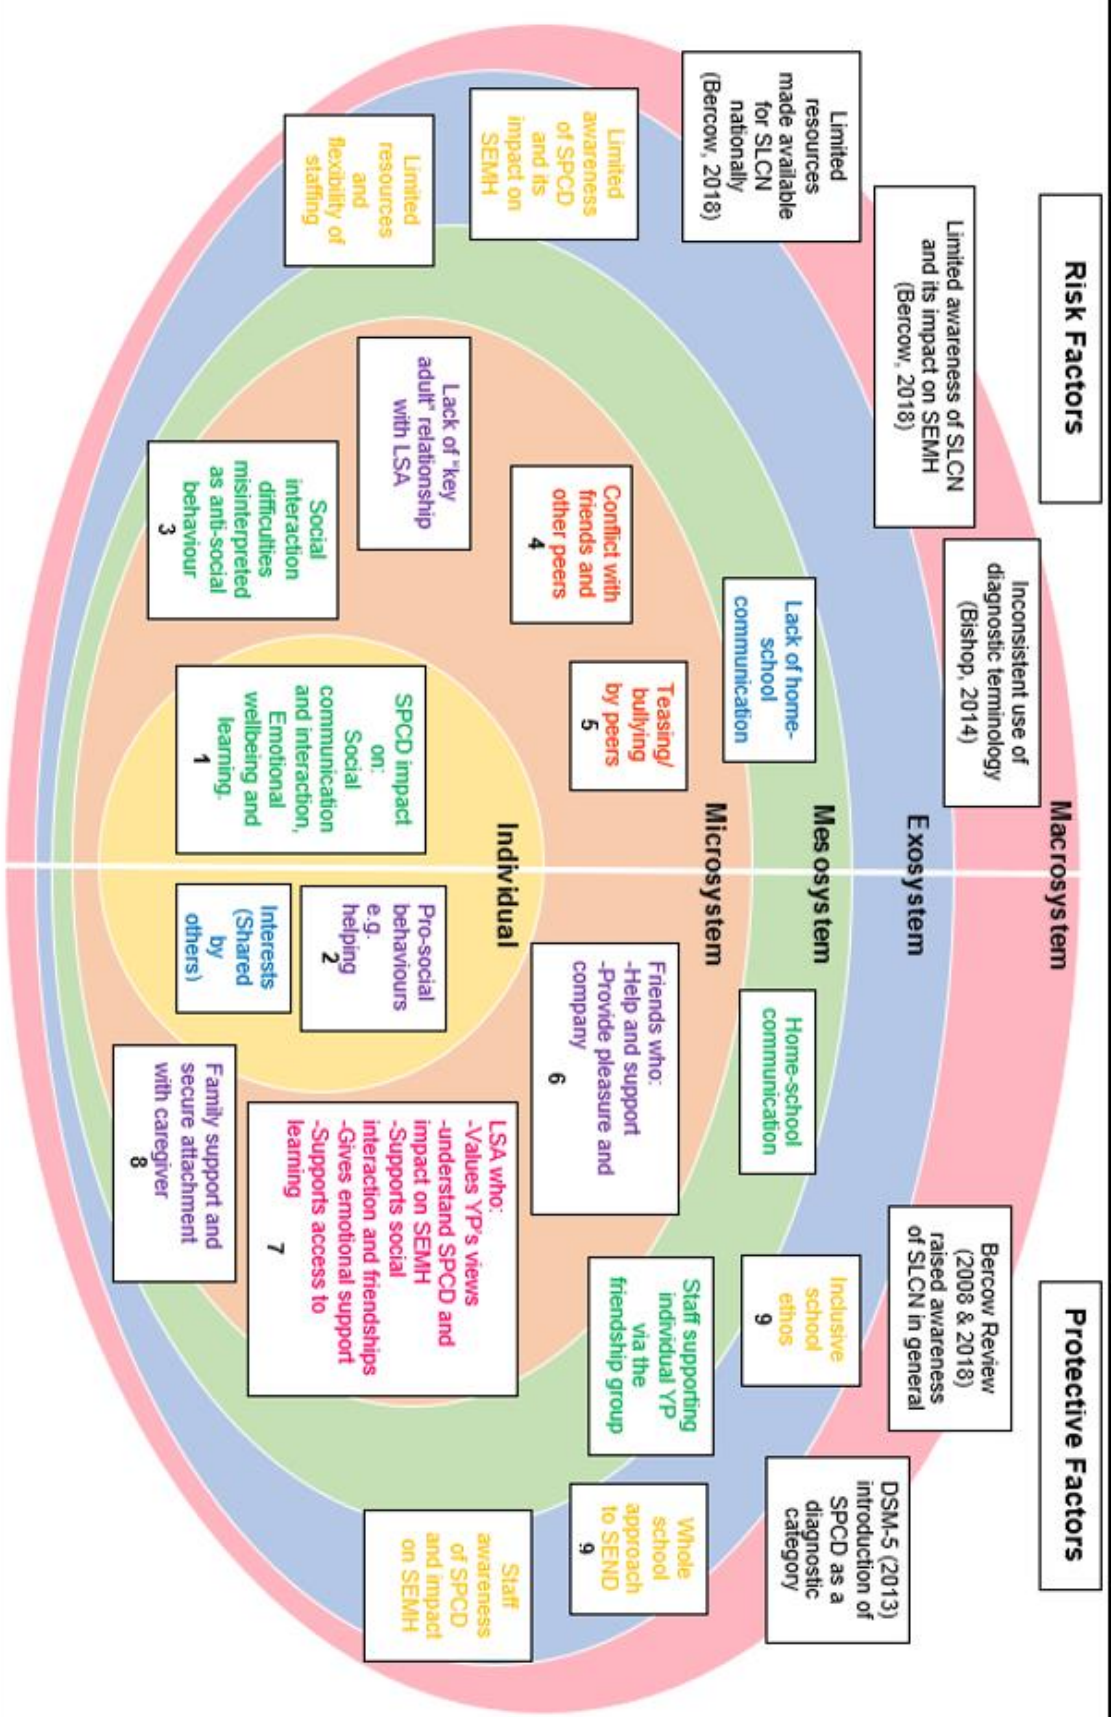 Risk Factors
Protective Factors
Macrosystem
Inconsistent use of
diagnostic terminology
(Bishop, 2014)
Limited awareness of SLCN
and its impact on SEMH
(Bercow, 2018)
Limited
resources
made available
for SLCN
nationally
(Bercow, 2018)
Bercow Review
(2008 & 2018)
raised awareness
of SLCN in general
DSM-5 (2013)
introduction of
SPCD as a
diagnostic
category
Exosystem
Limited
awareness
of SPCD
and its
impact on
SEMH
Limited
resources
and
flexibility of
staffing
Inclusive
school
ethos
9
Whole
school
approach
to SEND
9
Staff
awareness
of SPCD
and impact
on SEMH
Mesosystem
Lack of home-
school
communication
Home-school
communication
Staff supporting
individual YP
via the
friendship group
Microsystem
Teasing/
bullying
by peers
5
Conflict with
friends and
other peers
4
Lack of "key
adult" relationship
with LSA
Social
interaction
difficulties
misinterpreted
as anti-social
behaviour
3
Friends who:
-Help and support
-Provide pleasure and
company
6
LSA who:
-Values YP's views
-understand SPCD and
impact on SEMH
-Supports social
interaction and friendships
-Gives emotional support
-Supports access to
learning
7
Family support and
secure attachment
with caregiver
8
Individual
SPCD impact
on:
Social
communication
and interaction,
Emotional
wellbeing and
learning.
1
Pro-social
behaviours
e.g.
helping
2
Interests
(Shared
by
others)